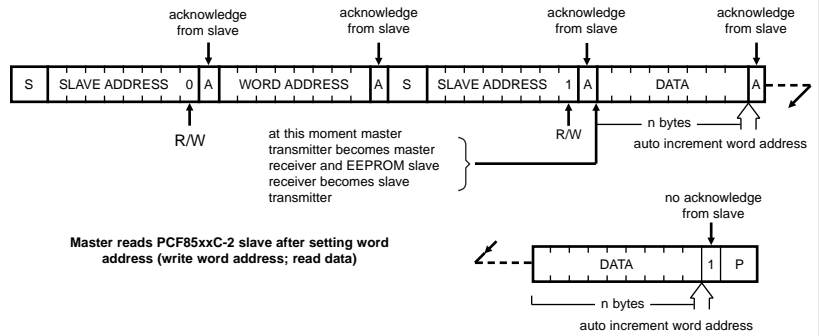 acknowledge
from slave
acknowledge
from slave
acknowledge
from slave
acknowledge
from slave
S SLAVE ADDRESS 0 A WORD ADDRESS A S SLAVE ADDRESS 1 A DATA A
R/W
R/W
n bytes
auto increment word address
at this moment master
transmitter becomes master
receiver and EEPROM slave
receiver becomes slave
transmitter
no acknowledge
from slave
Master reads PCF85xxC-2 slave after setting word
address (write word address; read data)
DATA 1 P
n bytes
auto increment word address